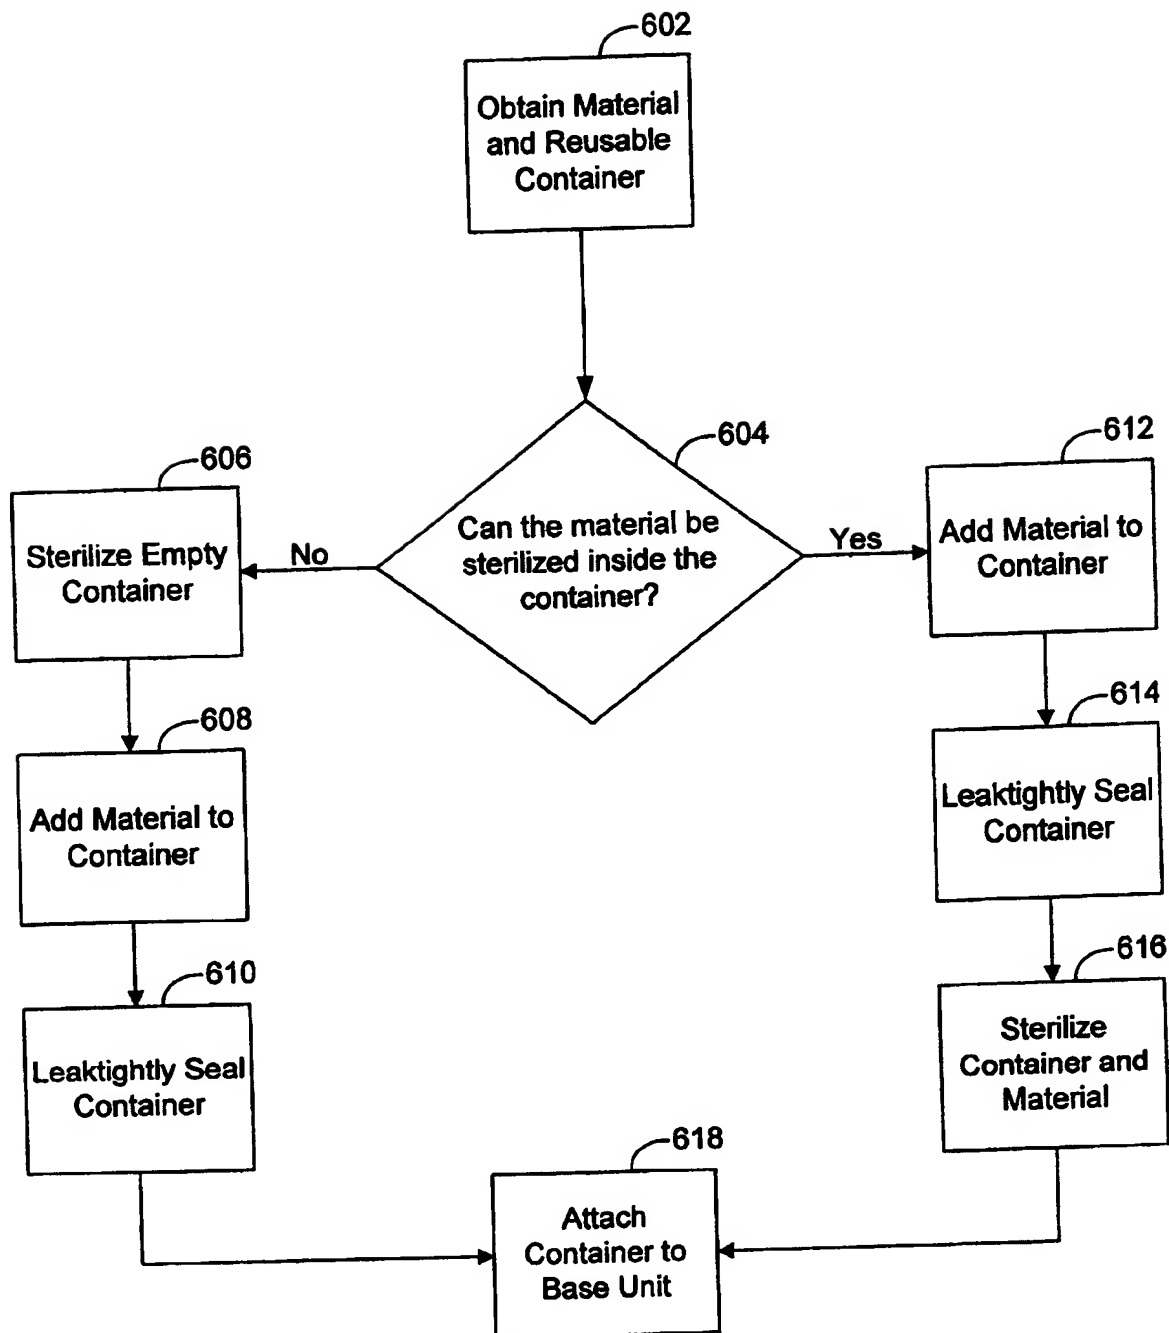 602
Obtain Material
and Reusable
Container
604
Can the material be
sterilized inside the
container?
No
Yes
606
Sterilize Empty
Container
608
Add Material to
Container
610
Leaktightly Seal
Container
612
Add Material to
Container
614
Leaktightly Seal
Container
616
Sterilize
Container and
Material
618
Attach
Container to
Base Unit